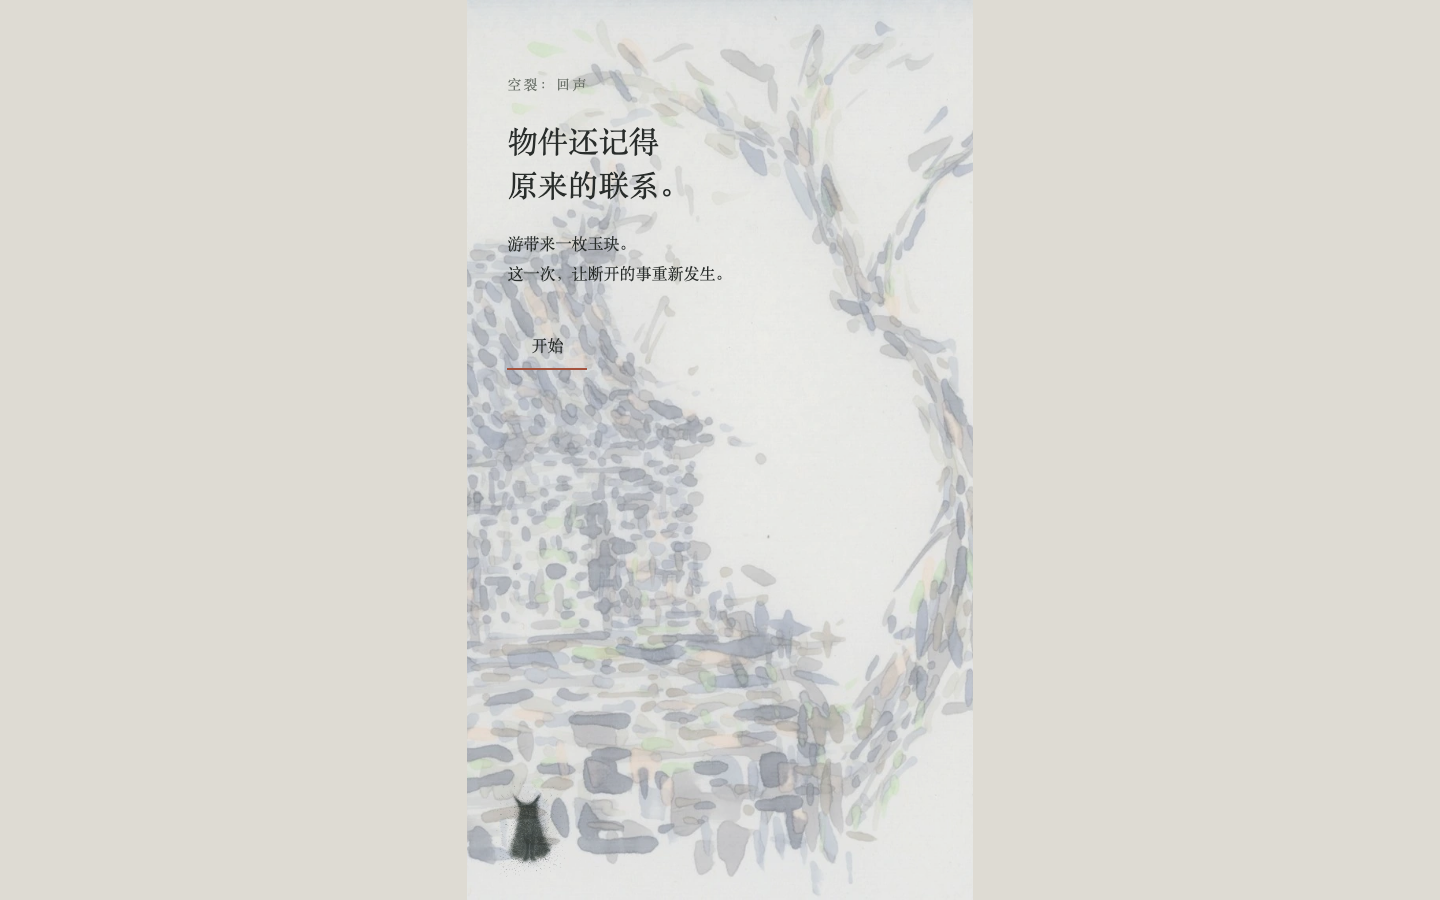 空裂：回声
物件还记得
原来的联系。
游带来一枚玉玦。
这一次，让断开的事重新发生。
开始